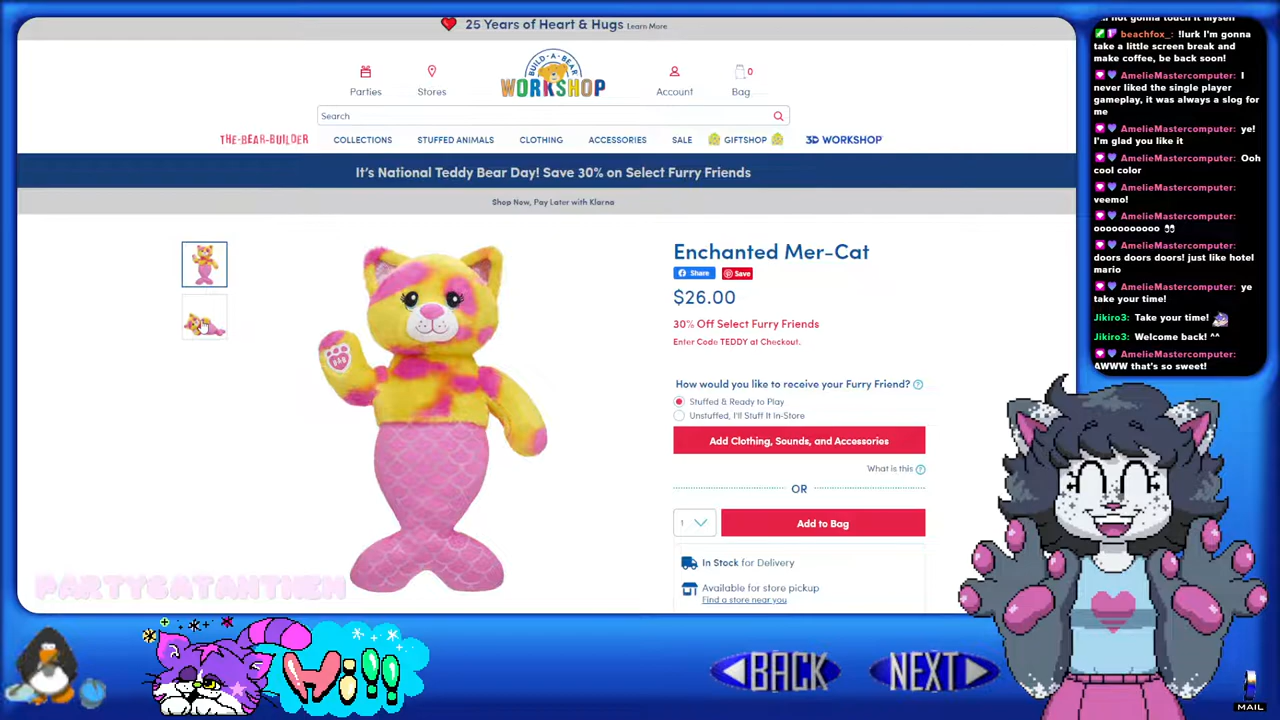 25 Years of Heart & Hugs Learn More
Parties
Stores
BUILD-A-BEAR
WORKSHOP
Account
0
Bag
Search
THE-BEAR-BUILDER
COLLECTIONS
STUFFED ANIMALS
CLOTHING
ACCESSORIES
SALE
GIFTSHOP
3D WORKSHOP
It's National Teddy Bear Day! Save 30% on Select Furry Friends
Shop Now, Pay Later with Klarna
Enchanted Mer-Cat
Share
Save
$26.00
30% Off Select Furry Friends
Enter Code TEDDY at Checkout.
How would you like to receive your Furry Friend? ?
Stuffed & Ready to Play
Unstuffed, I'll Stuff It In-Store
Add Clothing, Sounds, and Accessories
What is this ?
OR
1
Add to Bag
In Stock for Delivery
Available for store pickup
Find a store near you
PARTYCATANTHEM
Hi!!
BACK
NEXT
MAIL
not gonna touch it myself
beachfox_: !lurk I'm gonna
take a little screen break and
make coffee, be back soon!
AmelieMastercomputer: I
never liked the single player
gameplay, it was always a slog for
me
AmelieMastercomputer: ye!
I'm glad you like it
AmelieMastercomputer: Ooh
cool color
AmelieMastercomputer:
veemo!
AmelieMastercomputer:
ooooooooooo
AmelieMastercomputer:
doors doors doors! just like hotel
mario
AmelieMastercomputer: ye
take your time!
Jikiro3: Take your time!
Jikiro3: Welcome back! ^^
AmelieMastercomputer:
AWWW that's so sweet!